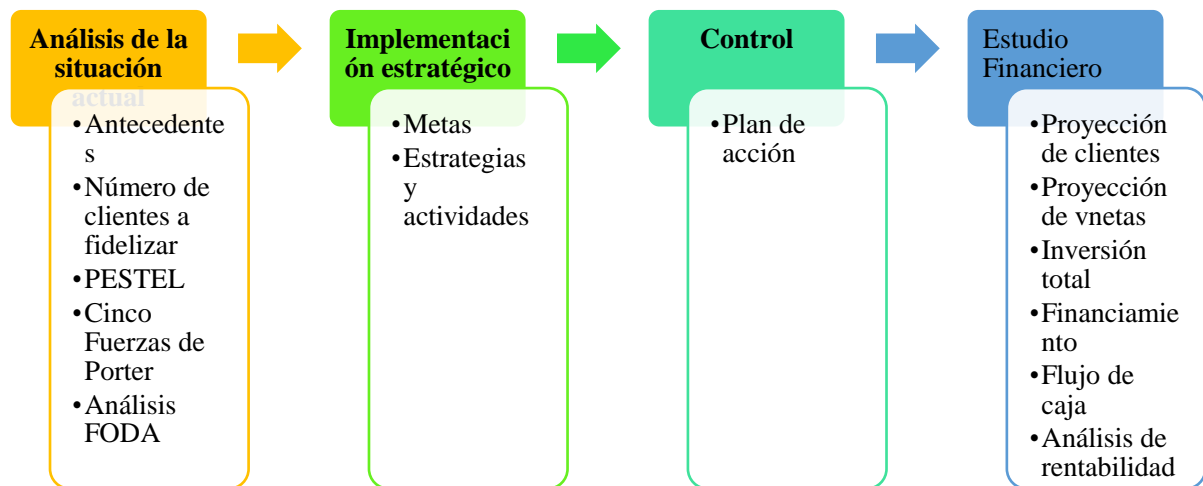 Análisis de la
situación
actual
•Antecedente
s
•Número de
clientes a
fidelizar
•PESTEL
•Cinco
Fuerzas de
Porter
•Análisis
FODA
Implementaci
ón estratégico
•Metas
•Estrategias
y
actividades
Control
•Plan de
acción
Estudio
Financiero
•Proyección
de clientes
•Proyección
de vnetas
•Inversión
total
•Financiamie
nto
•Flujo de
caja
•Análisis de
rentabilidad